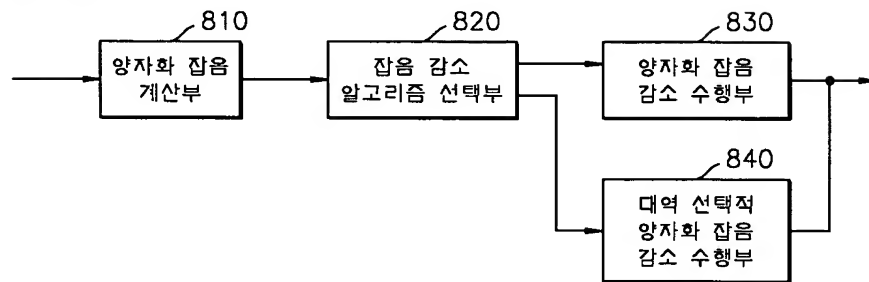 810
양자화 잡음
계산부
820
잡음 감소
알고리즘 선택부
830
양자화 잡음
감소 수행부
840
대역 선택적
양자화 잡음
감소 수행부